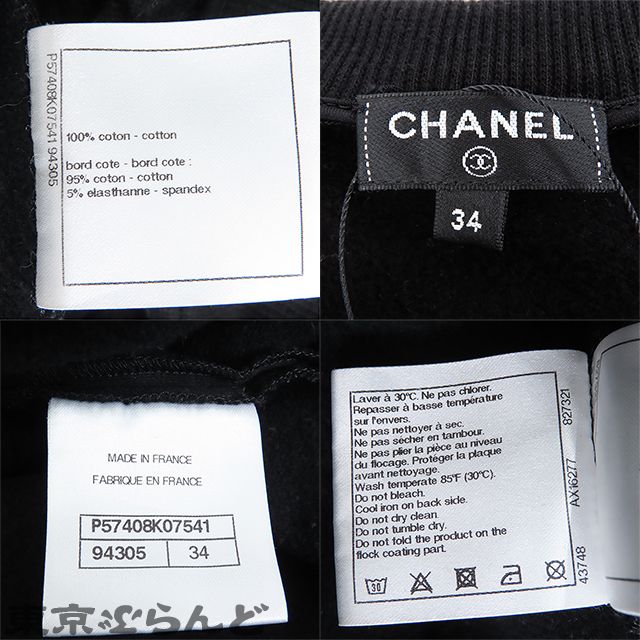 P57408K07541 94305
100% coton - cotton
bord cote - bord cote :
95% coton - cotton
5% elasthanne - spandex
CHANEL
34
MADE IN FRANCE
FABRIQUE EN FRANCE
P57408K07541
94305 34
Laver à 30°C. Ne pas chlorer.
Repasser à basse température
sur l'envers.
Ne pas nettoyer à sec.
Ne pas sécher en tambour.
Ne pas plier la pièce au niveau
du flocage. Protéger la plaque
avant nettoyage.
Wash temperature 85°F (30°C).
Do not bleach.
Cool iron on back side.
Do not dry clean.
Do not tumble dry.
Do not fold the product on the
flock coating part.
43748 AX16277 827321
東京ぶらんど